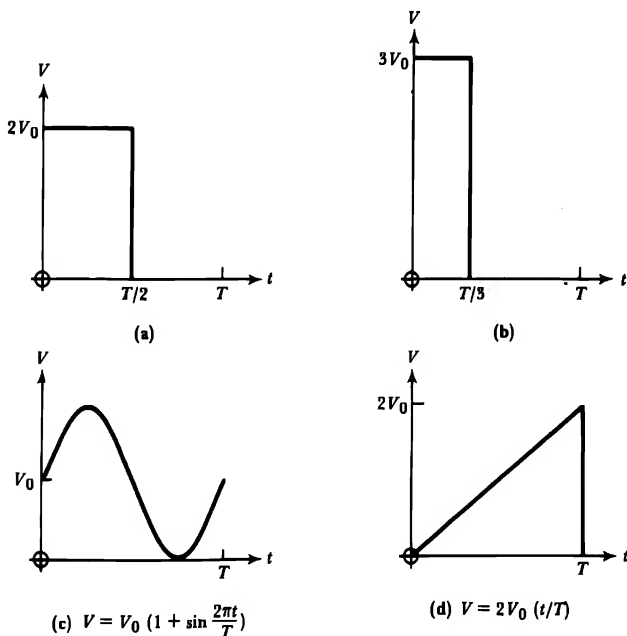 V
2V₀
T/2
T
t
(a)
V
3V₀
T/3
T
t
(b)
V
V₀
T
t
(c) V = V₀ (1 + sin 2πt/T)
V
2V₀
T
t
(d) V = 2V₀ (t/T)